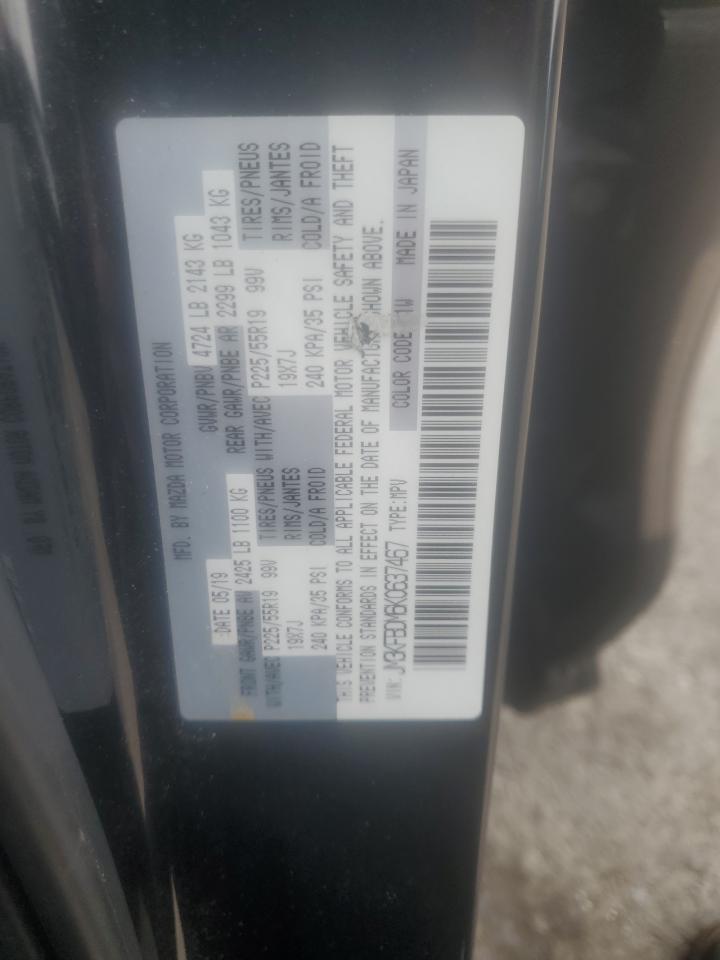 MFD. BY MAZDA MOTOR CORPORATION
DATE 05/19 GVWR/PNBV 4724 LB 2143 KG
FRONT GAWR/PNBE AV 2425 LB 1100 KG REAR GAWR/PNBE AR 2299 LB 1043 KG
WITH/AVEC P225/55R19 99V TIRES/PNEUS WITH/AVEC P225/55R19 99V TIRES/PNEUS
19X7J RIMS/JANTES 19X7J RIMS/JANTES
240 KPA/35 PSI COLD/A FROID 240 KPA/35 PSI COLD/A FROID
THIS VEHICLE CONFORMS TO ALL APPLICABLE FEDERAL MOTOR VEHICLE SAFETY AND THEFT
PREVENTION STANDARDS IN EFFECT ON THE DATE OF MANUFACTURE SHOWN ABOVE.
VIN: JM3KFBDM6K0637467 TYPE:MPV COLOR CODE 1W MADE IN JAPAN